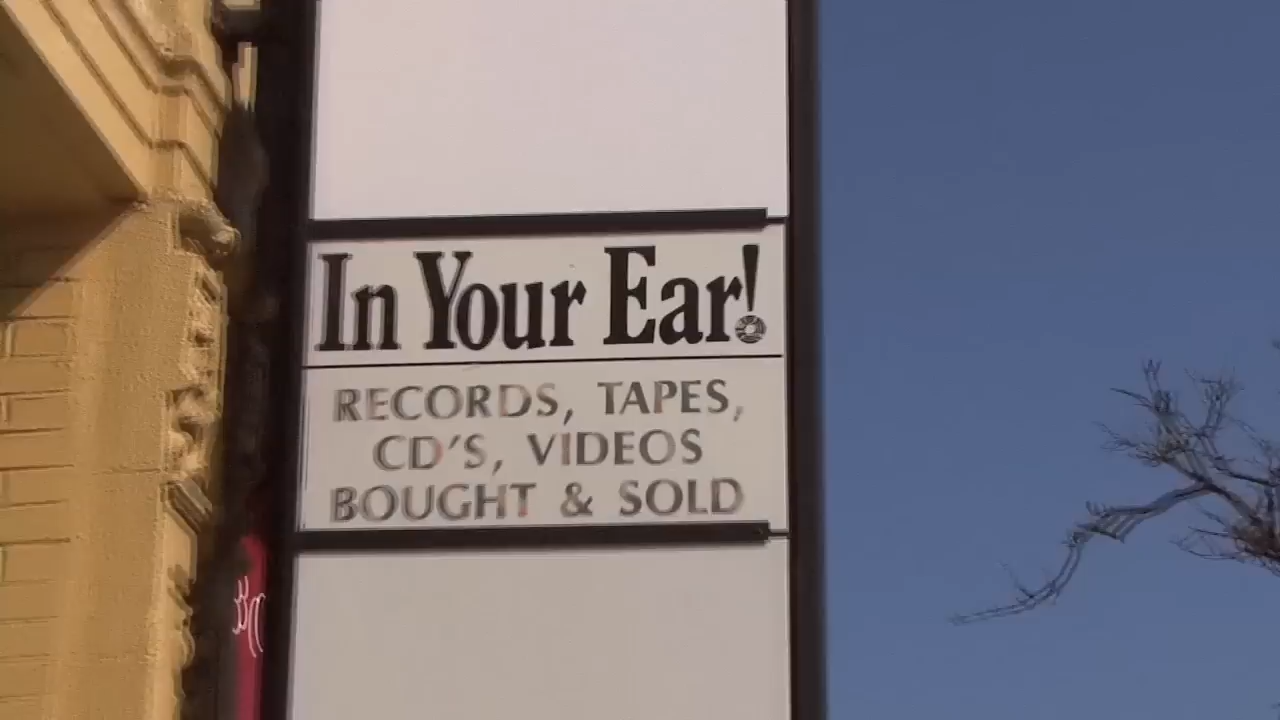 In Your Ear!
RECORDS, TAPES,
CD'S, VIDEOS
BOUGHT & SOLD